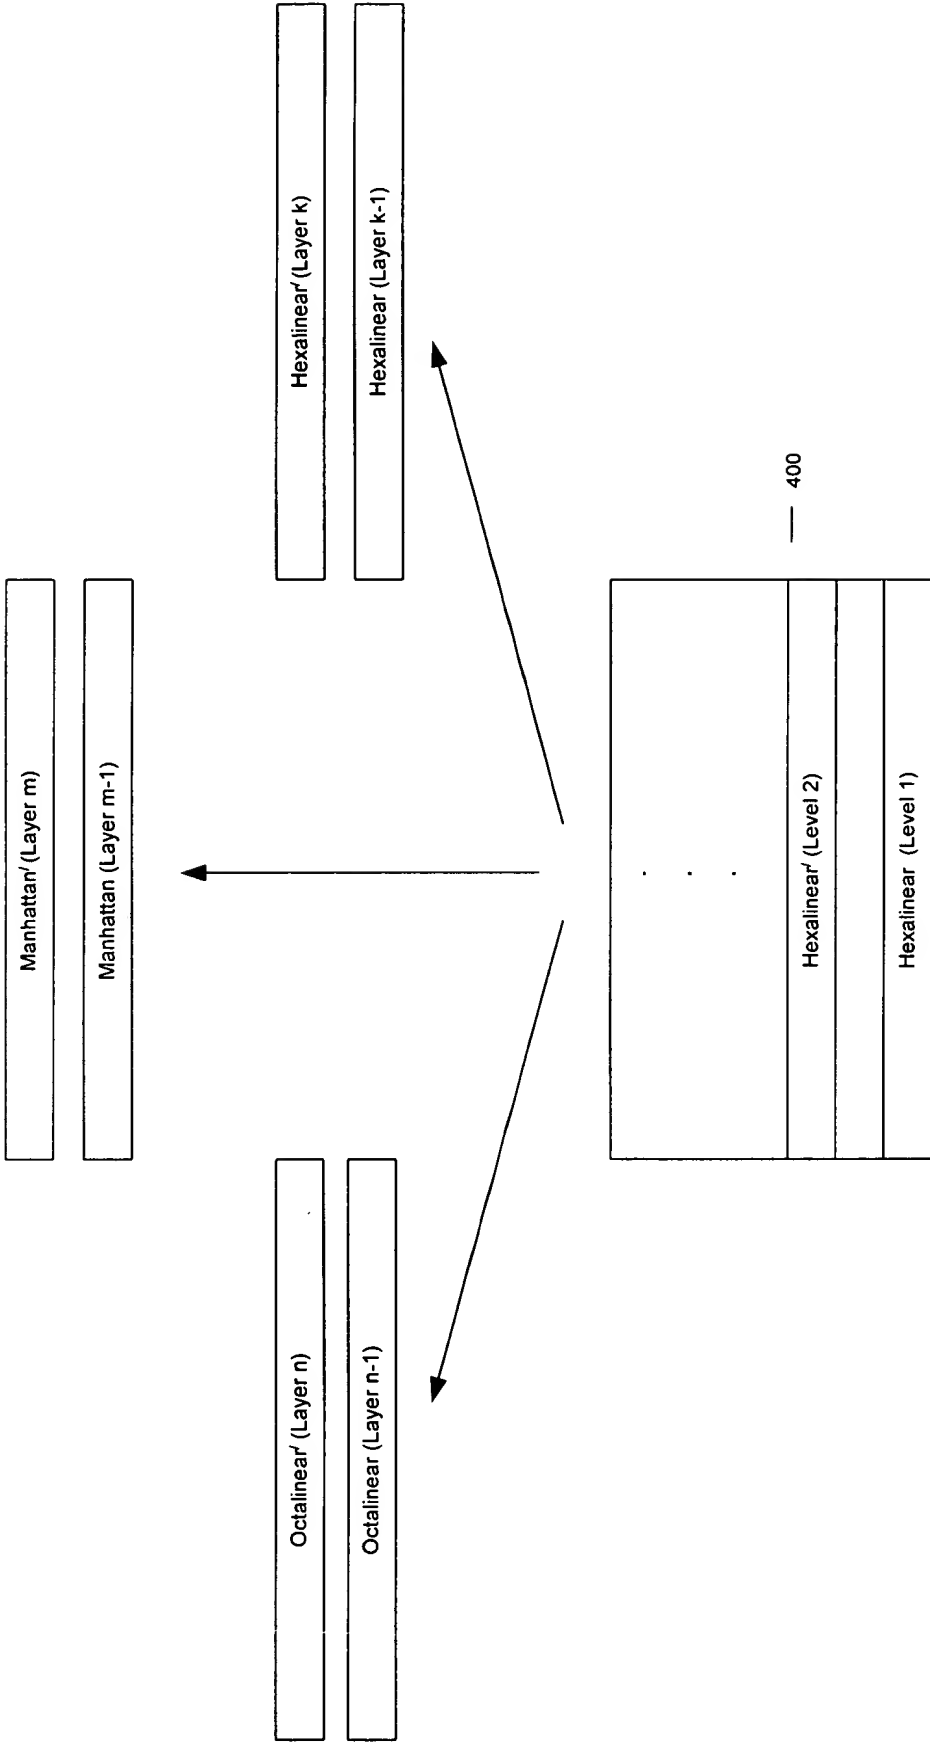 Manhattan′ (Layer m)
Manhattan (Layer m-1)
Octalinear′ (Layer n)
Octalinear (Layer n-1)
Hexalinear′ (Layer k)
Hexalinear (Layer k-1)
. . .
Hexalinear′ (Level 2)
400
Hexalinear (Level 1)